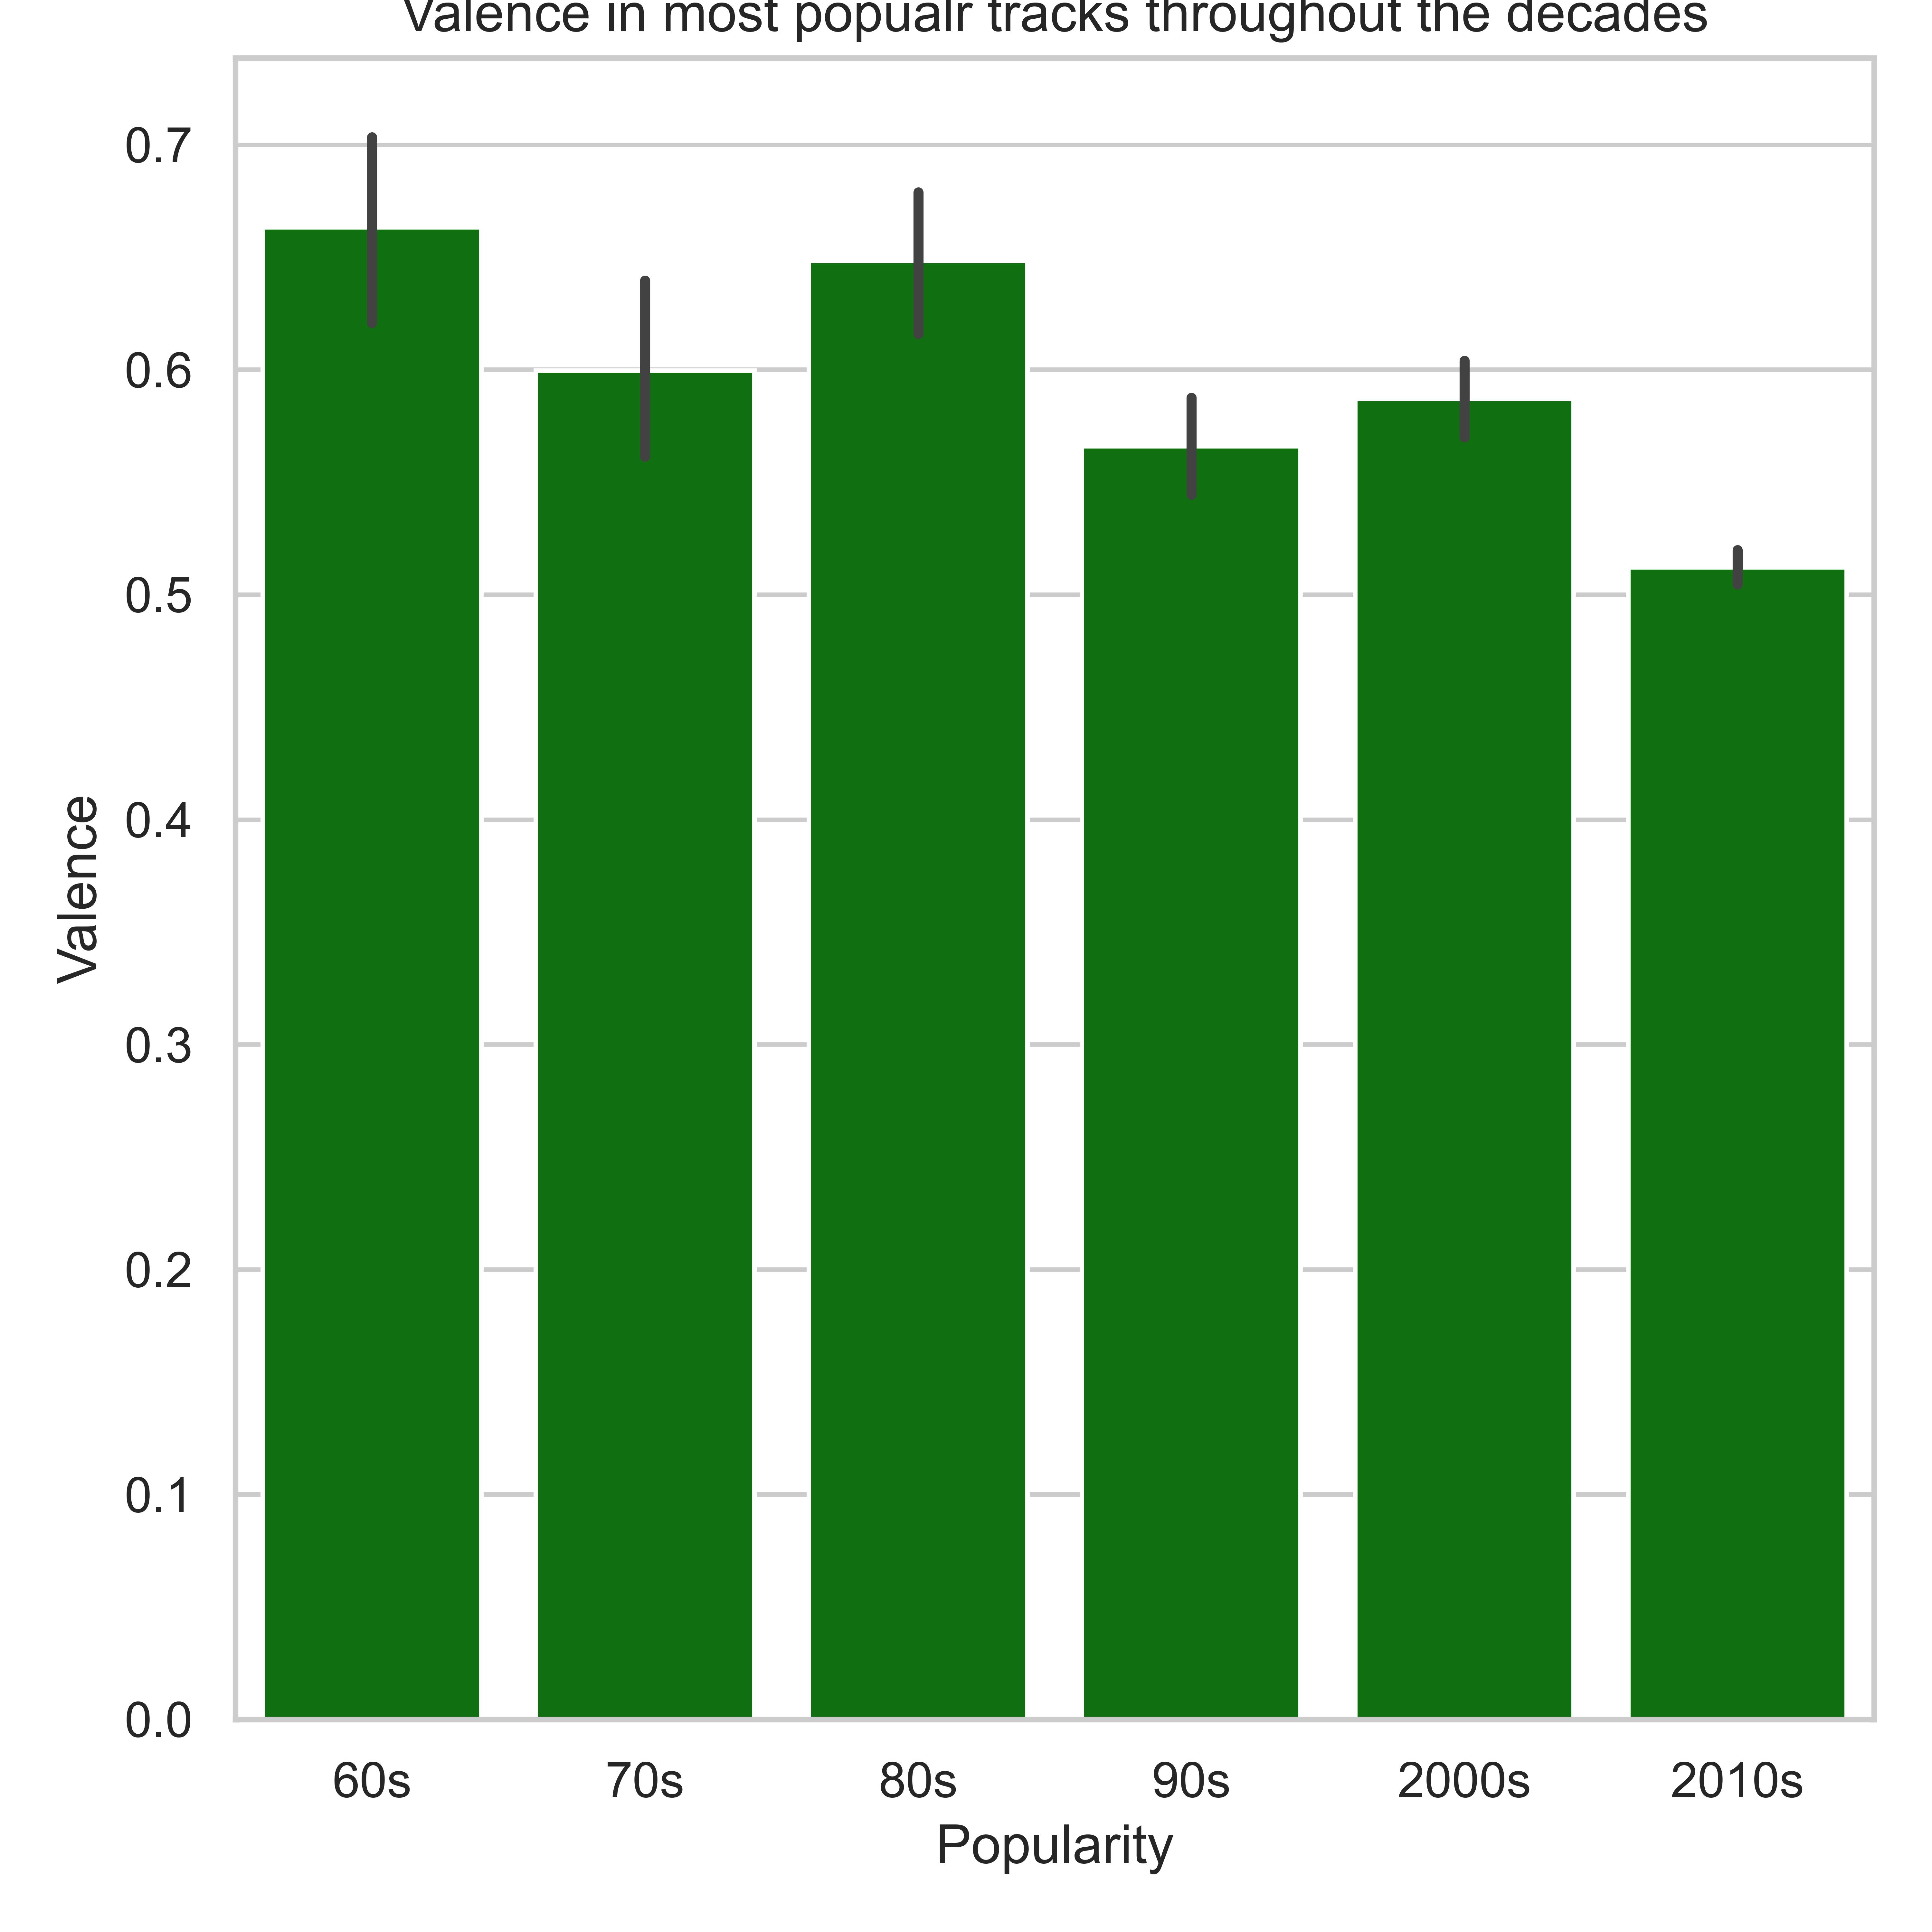 Valence in most popualr tracks throughout the decades
0.7
0.6
0.5
0.4
0.3
0.2
0.1
0.0
Valence
60s 70s 80s 90s 2000s 2010s
Popularity